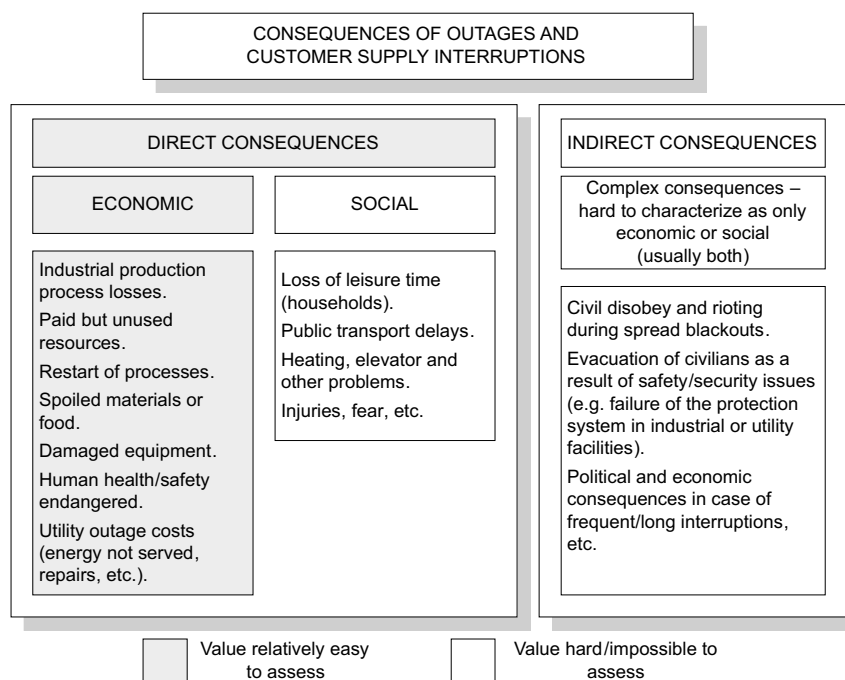 CONSEQUENCES OF OUTAGES AND
CUSTOMER SUPPLY INTERRUPTIONS
DIRECT CONSEQUENCES
ECONOMIC
Industrial production
process losses.
Paid but unused
resources.
Restart of processes.
Spoiled materials or
food.
Damaged equipment.
Human health/safety
endangered.
Utility outage costs
(energy not served,
repairs, etc.).
SOCIAL
Loss of leisure time
(households).
Public transport delays.
Heating, elevator and
other problems.
Injuries, fear, etc.
INDIRECT CONSEQUENCES
Complex consequences –
hard to characterize as only
economic or social
(usually both)
Civil disobey and rioting
during spread blackouts.
Evacuation of civilians as a
result of safety/security issues
(e.g. failure of the protection
system in industrial or utility
facilities).
Political and economic
consequences in case of
frequent/long interruptions,
etc.
Value relatively easy
to assess
Value hard/impossible to
assess